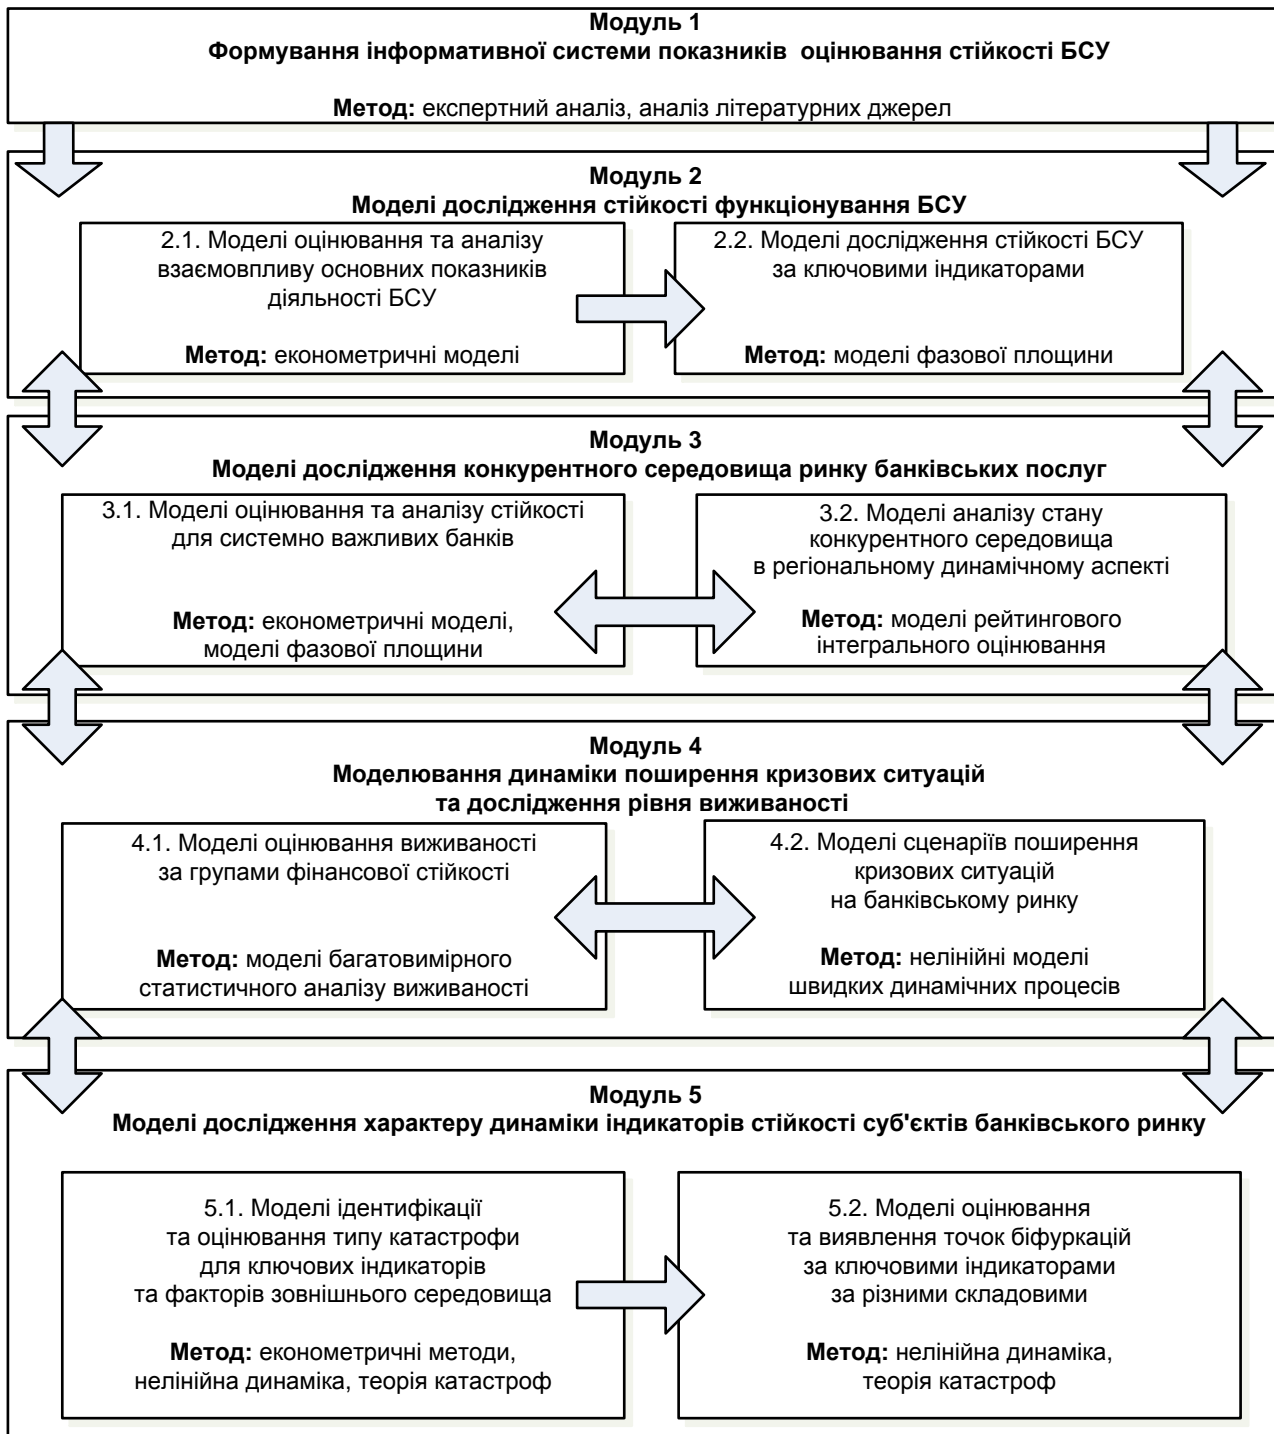 Модуль 1
Формування інформативної системи показників оцінювання стійкості БСУ
Метод: експертний аналіз, аналіз літературних джерел
Модуль 2
Моделі дослідження стійкості функціонування БСУ
2.1. Моделі оцінювання та аналізу
взаємовпливу основних показників
діяльності БСУ
Метод: економетричні моделі
2.2. Моделі дослідження стійкості БСУ
за ключовими індикаторами
Метод: моделі фазової площини
Модуль 3
Моделі дослідження конкурентного середовища ринку банківських послуг
3.1. Моделі оцінювання та аналізу стійкості
для системно важливих банків
Метод: економетричні моделі,
моделі фазової площини
3.2. Моделі аналізу стану
конкурентного середовища
в регіональному динамічному аспекті
Метод: моделі рейтингового
інтегрального оцінювання
Модуль 4
Моделювання динаміки поширення кризових ситуацій
та дослідження рівня виживаності
4.1. Моделі оцінювання виживаності
за групами фінансової стійкості
Метод: моделі багатовимірного
статистичного аналізу виживаності
4.2. Моделі сценаріїв поширення
кризових ситуацій
на банківському ринку
Метод: нелінійні моделі
швидких динамічних процесів
Модуль 5
Моделі дослідження характеру динаміки індикаторів стійкості суб'єктів банківського ринку
5.1. Моделі ідентифікації
та оцінювання типу катастрофи
для ключових індикаторів
та факторів зовнішнього середовища
Метод: економетричні методи,
нелінійна динаміка, теорія катастроф
5.2. Моделі оцінювання
та виявлення точок біфуркацій
за ключовими індикаторами
за різними складовими
Метод: нелінійна динаміка,
теорія катастроф